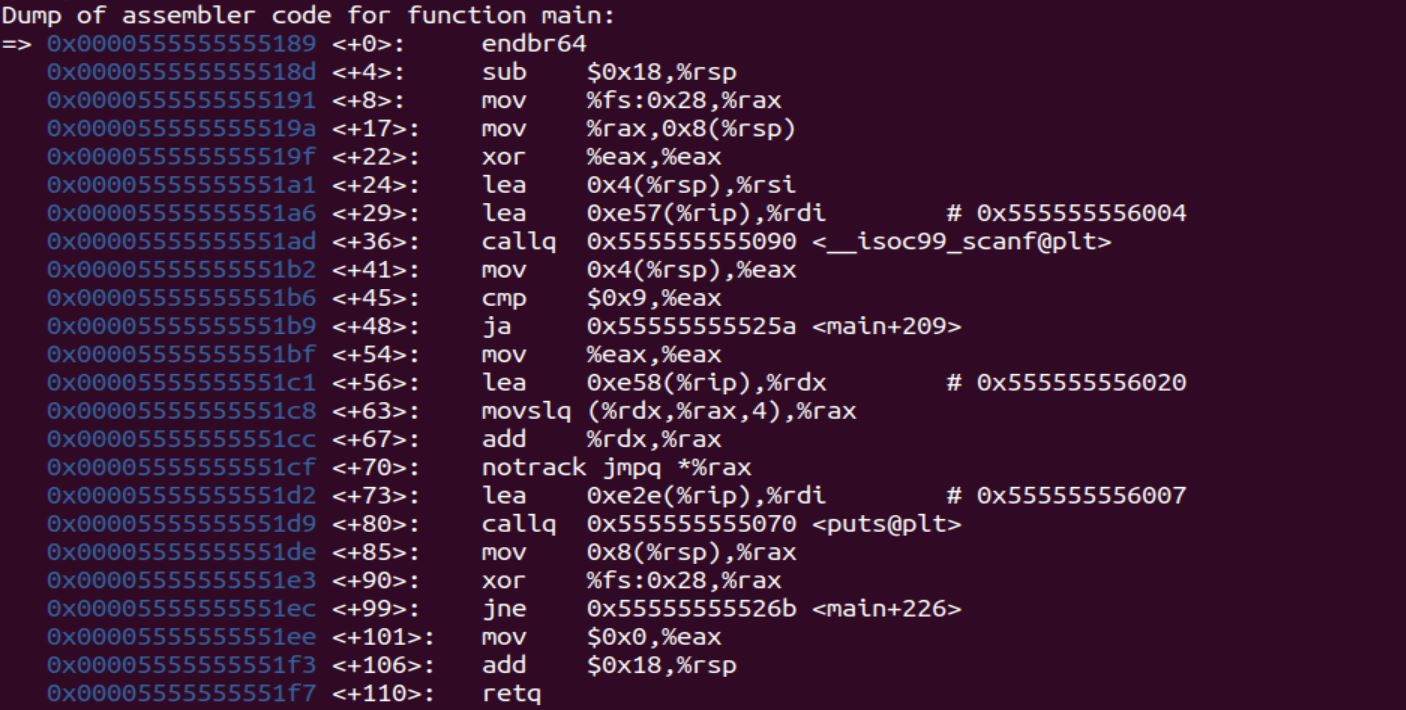 Dump of assembler code for function main:
=> 0x0000555555555189 <+0>: endbr64
0x000055555555518d <+4>: sub $0x18,%rsp
0x0000555555555191 <+8>: mov %fs:0x28,%rax
0x000055555555519a <+17>: mov %rax,0x8(%rsp)
0x000055555555519f <+22>: xor %eax,%eax
0x00005555555551a1 <+24>: lea 0x4(%rsp),%rsi
0x00005555555551a6 <+29>: lea 0xe57(%rip),%rdi # 0x555555556004
0x00005555555551ad <+36>: callq 0x555555555090 <__isoc99_scanf@plt>
0x00005555555551b2 <+41>: mov 0x4(%rsp),%eax
0x00005555555551b6 <+45>: cmp $0x9,%eax
0x00005555555551b9 <+48>: ja 0x55555555525a <main+209>
0x00005555555551bf <+54>: mov %eax,%eax
0x00005555555551c1 <+56>: lea 0xe58(%rip),%rdx # 0x555555556020
0x00005555555551c8 <+63>: movslq (%rdx,%rax,4),%rax
0x00005555555551cc <+67>: add %rdx,%rax
0x00005555555551cf <+70>: notrack jmpq *%rax
0x00005555555551d2 <+73>: lea 0xe2e(%rip),%rdi # 0x555555556007
0x00005555555551d9 <+80>: callq 0x555555555070 <puts@plt>
0x00005555555551de <+85>: mov 0x8(%rsp),%rax
0x00005555555551e3 <+90>: xor %fs:0x28,%rax
0x00005555555551ec <+99>: jne 0x55555555526b <main+226>
0x00005555555551ee <+101>: mov $0x0,%eax
0x00005555555551f3 <+106>: add $0x18,%rsp
0x00005555555551f7 <+110>: retq